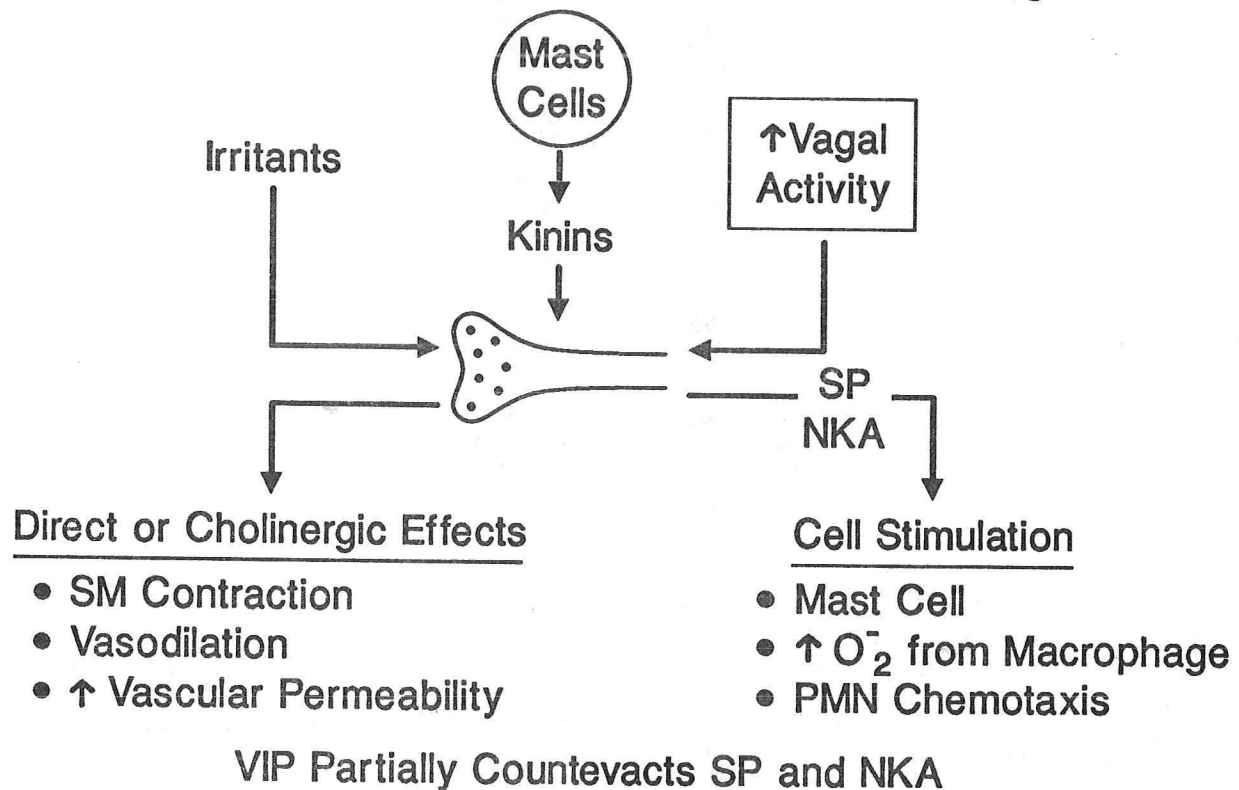 Mast
Cells
↑Vagal
Activity
Irritants
Kinins
SP
NKA
Direct or Cholinergic Effects
• SM Contraction
• Vasodilation
• ↑ Vascular Permeability
Cell Stimulation
• Mast Cell
• ↑ O₂⁻ from Macrophage
• PMN Chemotaxis
VIP Partially Countevacts SP and NKA